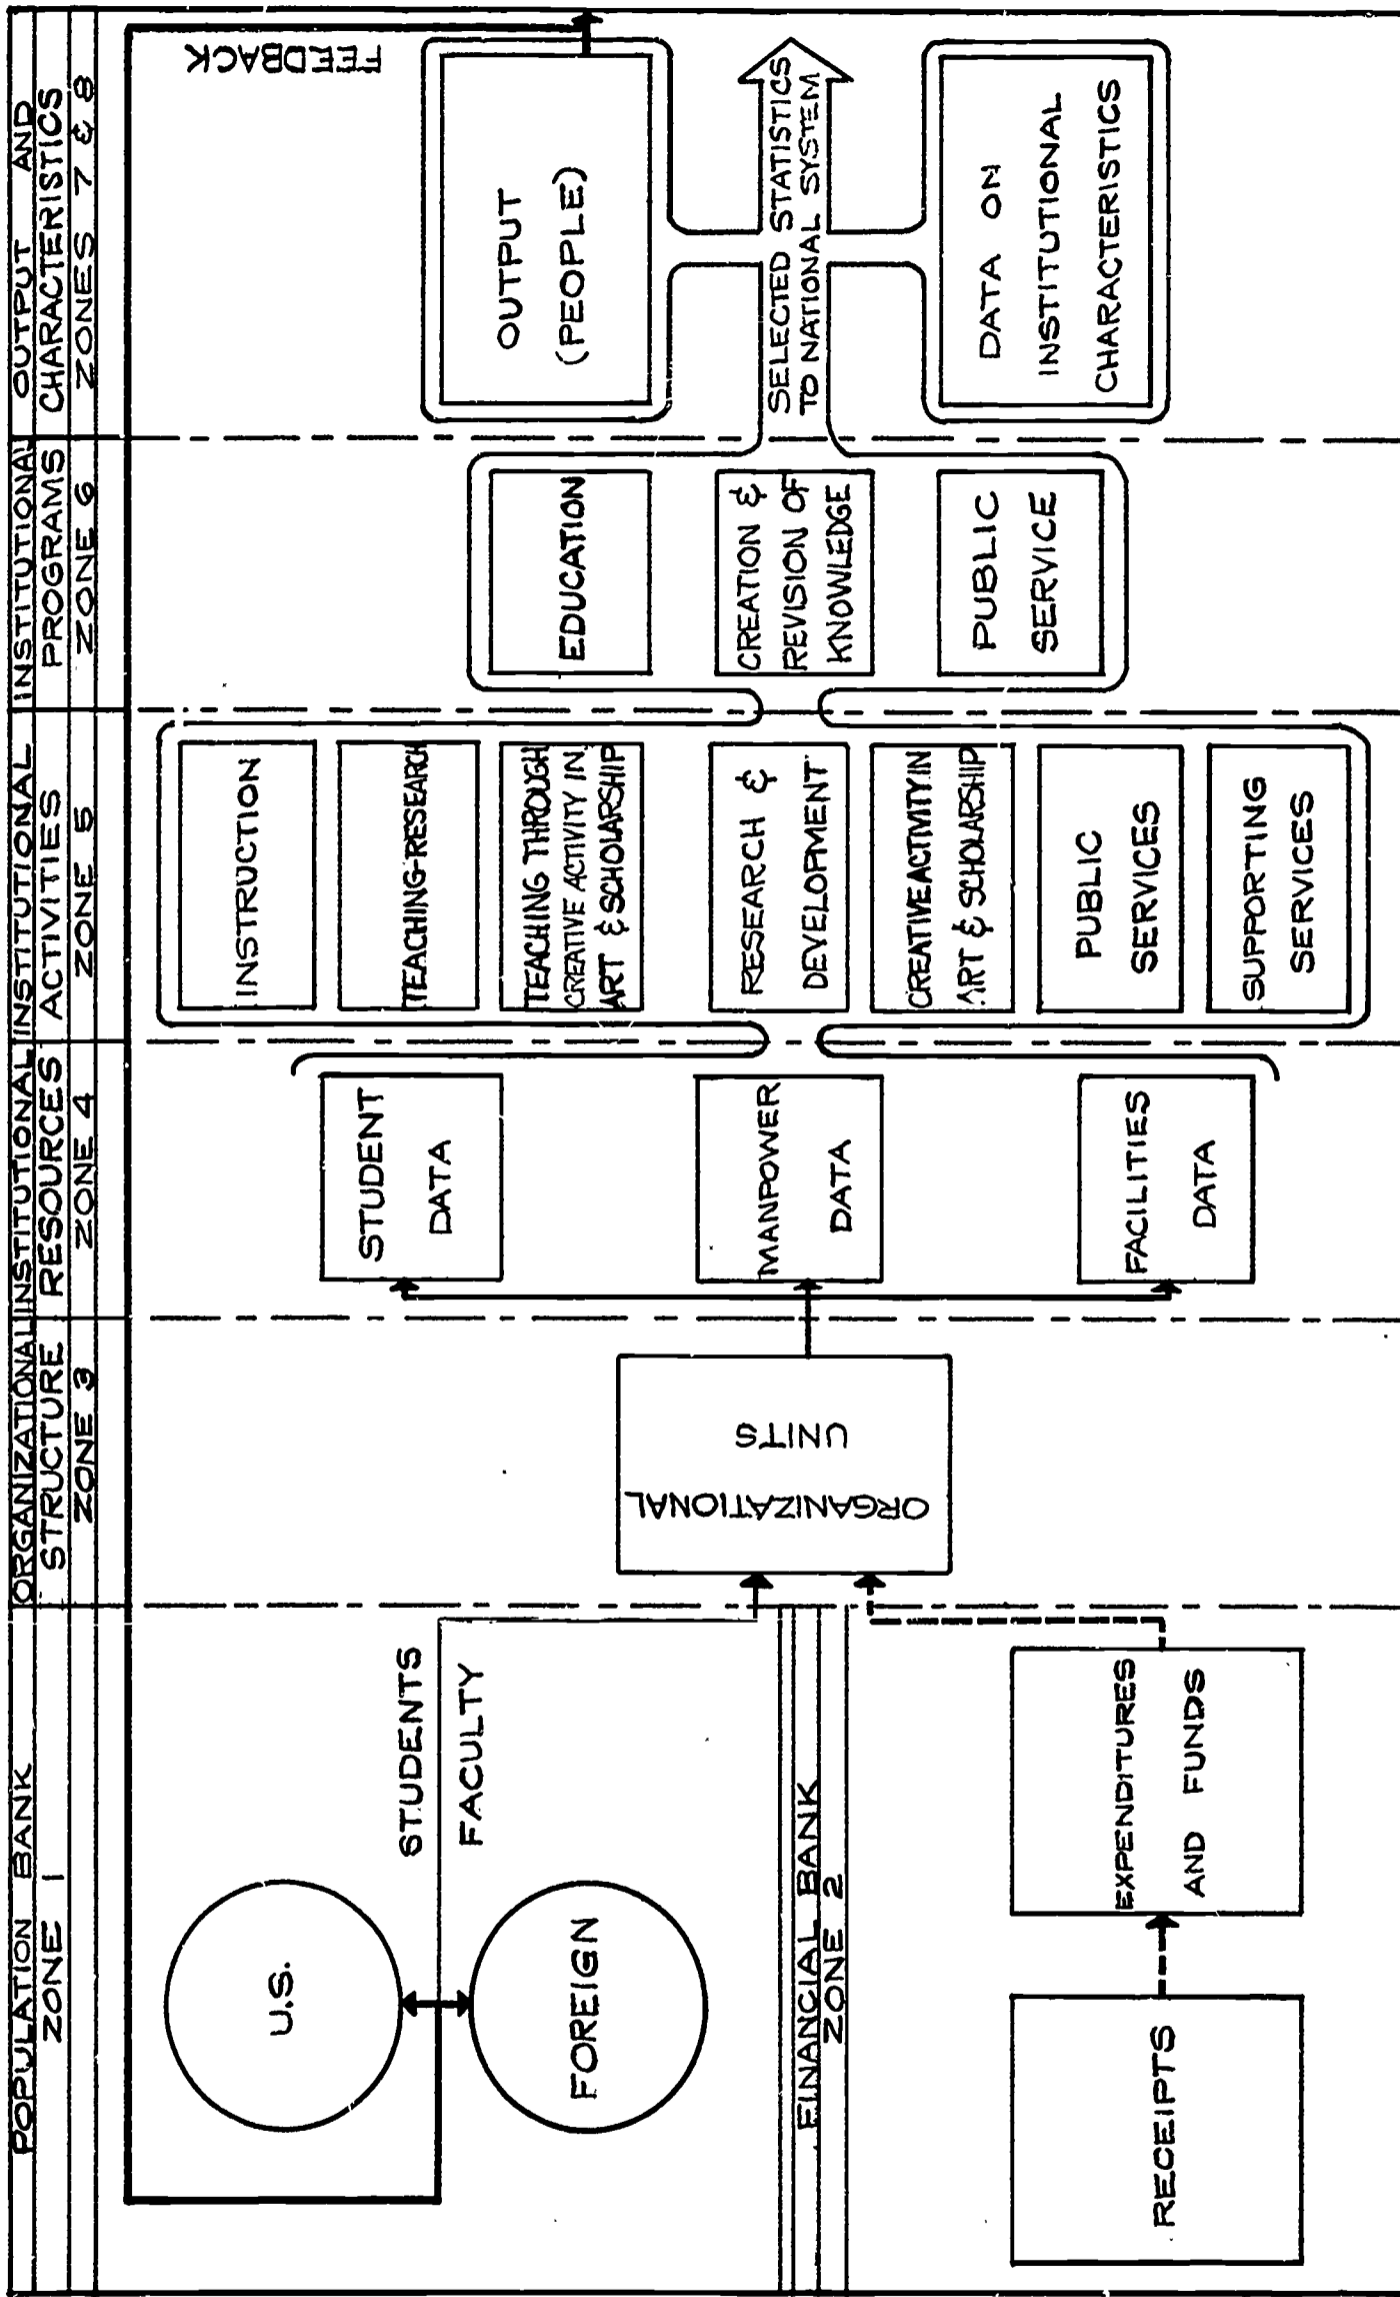 POPULATION BANK
ZONE 1
ORGANIZATIONAL
STRUCTURE
ZONE 3
INSTITUTIONAL
RESOURCES
ZONE 4
INSTITUTIONAL
ACTIVITIES
ZONE 5
INSTITUTIONAL
PROGRAMS
ZONE 6
OUTPUT AND
CHARACTERISTICS
ZONES 7 & 8
FEEDBACK
U.S.
FOREIGN
STUDENTS
FACULTY
FINANCIAL BANK
ZONE 2
RECEIPTS
EXPENDITURES
AND FUNDS
ORGANIZATIONAL
UNITS
STUDENT
DATA
MANPOWER
DATA
FACILITIES
DATA
INSTRUCTION
TEACHING-RESEARCH
TEACHING THROUGH
CREATIVE ACTIVITY IN
ART & SCHOLARSHIP
RESEARCH &
DEVELOPMENT
CREATIVE ACTIVITY IN
ART & SCHOLARSHIP
PUBLIC
SERVICES
SUPPORTING
SERVICES
EDUCATION
CREATION &
REVISION OF
KNOWLEDGE
PUBLIC
SERVICE
OUTPUT
(PEOPLE)
SELECTED STATISTICS
TO NATIONAL SYSTEM
DATA ON
INSTITUTIONAL
CHARACTERISTICS